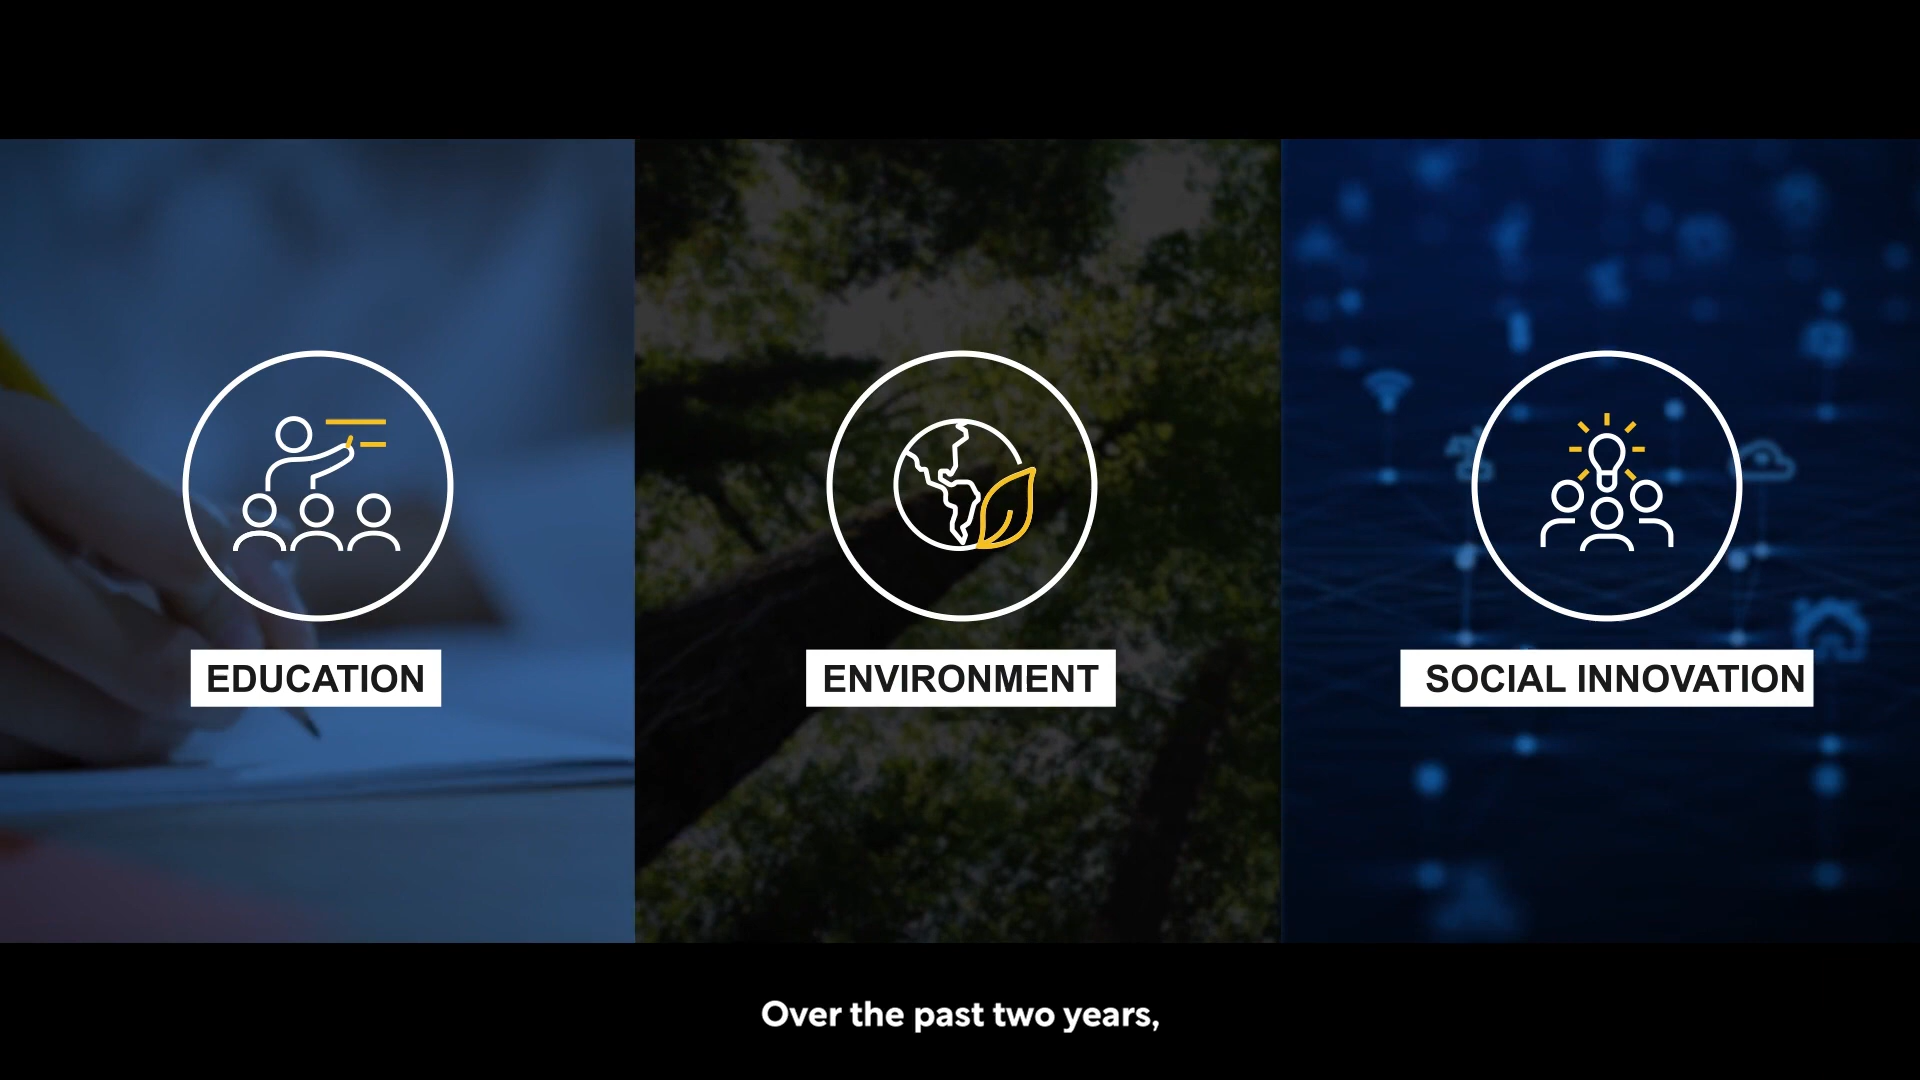 EDUCATION
ENVIRONMENT
SOCIAL INNOVATION
Over the past two years,